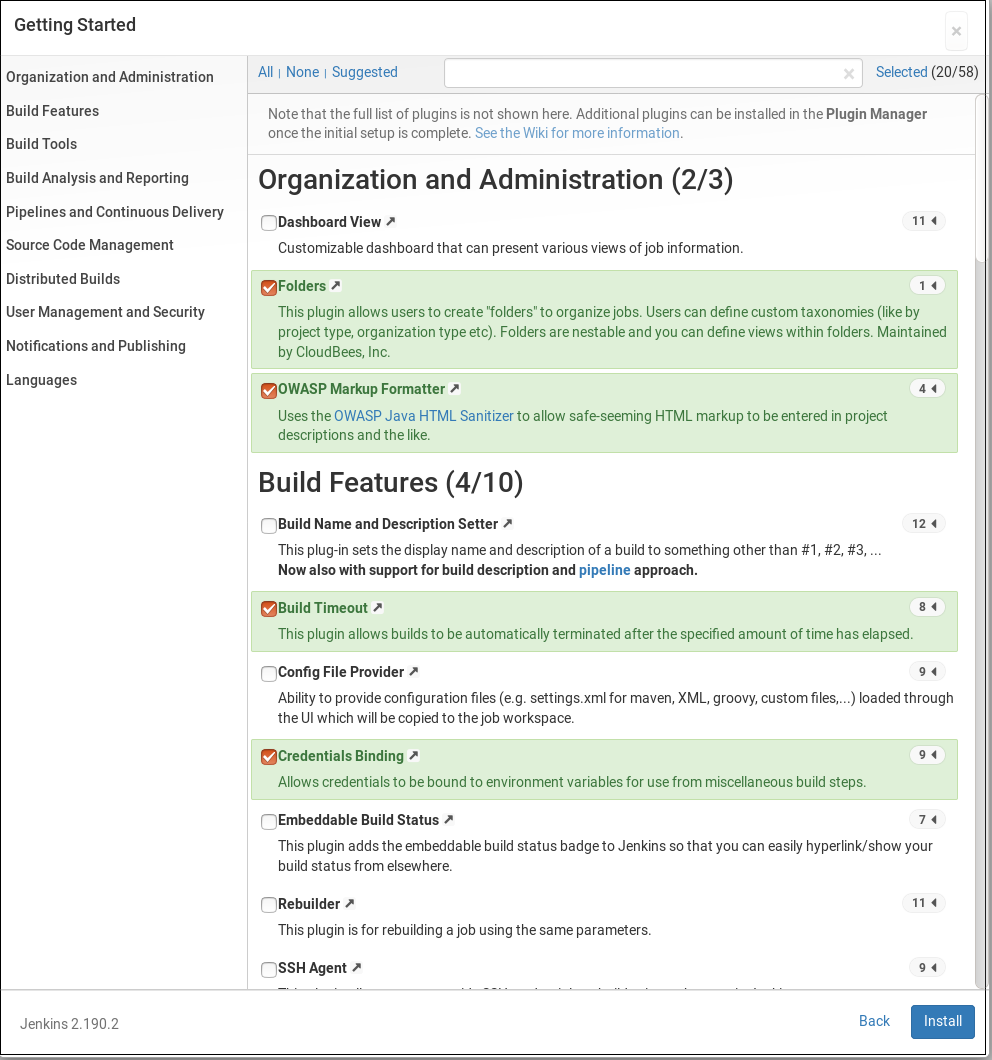 Getting Started
×
Organization and Administration
Build Features
Build Tools
Build Analysis and Reporting
Pipelines and Continuous Delivery
Source Code Management
Distributed Builds
User Management and Security
Notifications and Publishing
Languages
All | None | Suggested
×
Selected (20/58)
Note that the full list of plugins is not shown here. Additional plugins can be installed in the Plugin Manager
once the initial setup is complete. See the Wiki for more information.
Organization and Administration (2/3)
Dashboard View 11
Customizable dashboard that can present various views of job information.
Folders 1
This plugin allows users to create "folders" to organize jobs. Users can define custom taxonomies (like by
project type, organization type etc). Folders are nestable and you can define views within folders. Maintained
by CloudBees, Inc.
OWASP Markup Formatter 4
Uses the OWASP Java HTML Sanitizer to allow safe-seeming HTML markup to be entered in project
descriptions and the like.
Build Features (4/10)
Build Name and Description Setter 12
This plug-in sets the display name and description of a build to something other than #1, #2, #3, ...
Now also with support for build description and pipeline approach.
Build Timeout 8
This plugin allows builds to be automatically terminated after the specified amount of time has elapsed.
Config File Provider 9
Ability to provide configuration files (e.g. settings.xml for maven, XML, groovy, custom files,...) loaded through
the UI which will be copied to the job workspace.
Credentials Binding 9
Allows credentials to be bound to environment variables for use from miscellaneous build steps.
Embeddable Build Status 7
This plugin adds the embeddable build status badge to Jenkins so that you can easily hyperlink/show your
build status from elsewhere.
Rebuilder 11
This plugin is for rebuilding a job using the same parameters.
SSH Agent 9
Jenkins 2.190.2
Back
Install